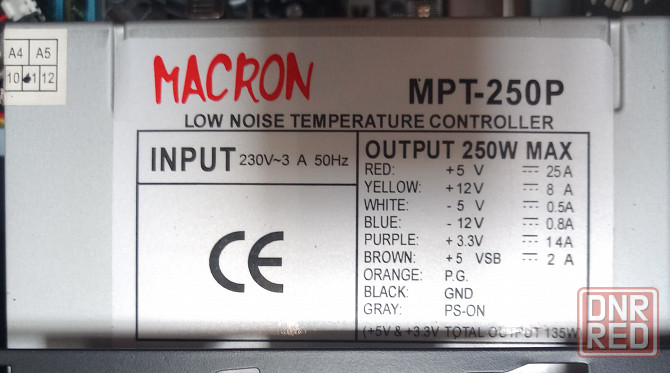 A4 A5
10 1 12
MACRON MPT-250P
LOW NOISE TEMPERATURE CONTROLLER
INPUT 230V~3 A 50Hz
CE
OUTPUT 250W MAX
RED: +5 V ⎓ 25A
YELLOW: +12V ⎓ 8 A
WHITE: - 5 V ⎓ 0.5A
BLUE: - 12V ⎓ 0.8A
PURPLE: + 3.3V ⎓ 14A
BROWN: +5 VSB ⎓ 2 A
ORANGE: P.G.
BLACK: GND
GRAY: PS-ON
(+5V & +3.3V TOTAL OUTPUT 135W
DNR
RED